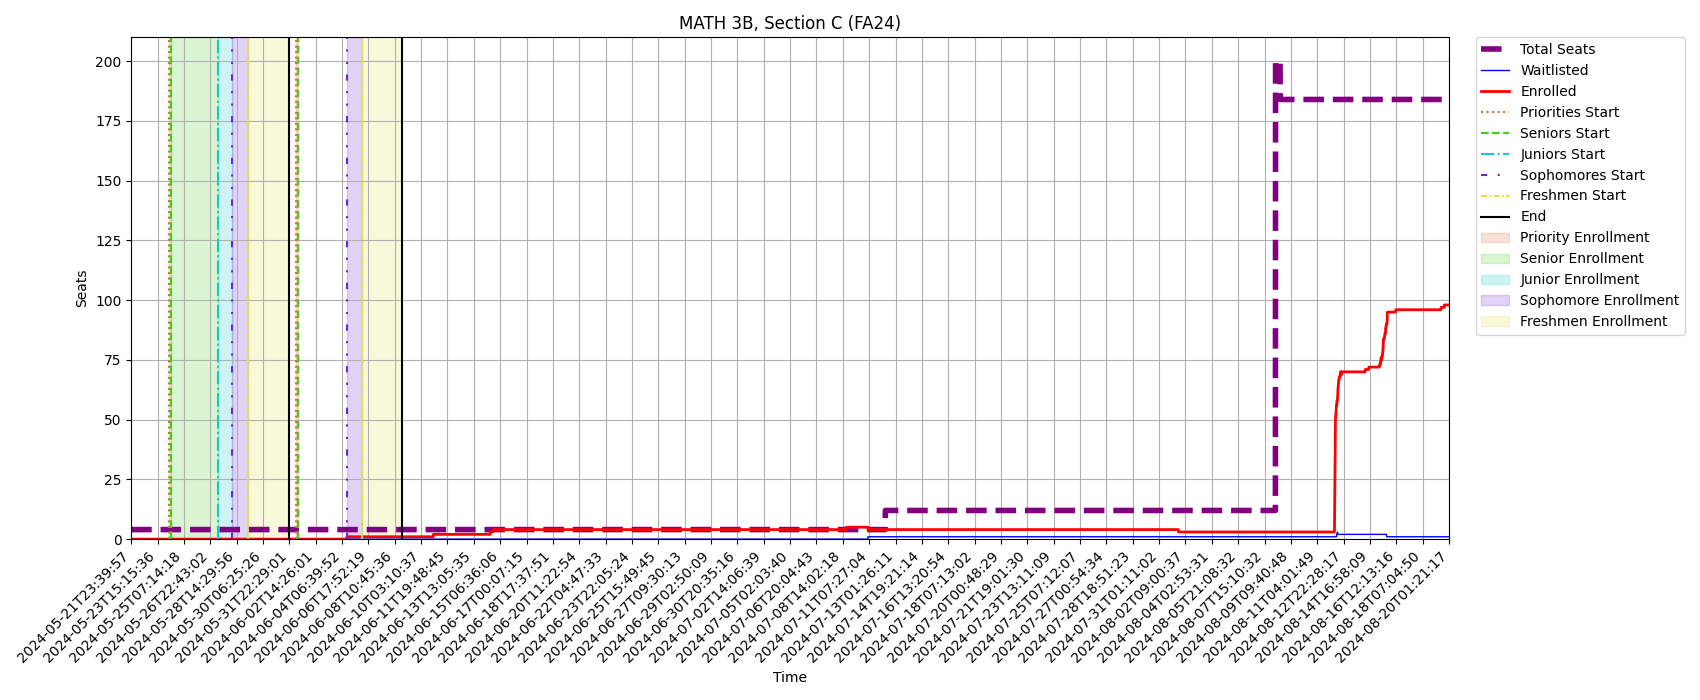 MATH 3B, Section C (FA24)
Seats
200
175
150
125
100
75
50
25
0
2024-05-21T23:39:57
2024-05-23T15:15:36
2024-05-25T07:14:18
2024-05-26T22:43:02
2024-05-28T14:29:56
2024-05-30T06:25:26
2024-05-31T22:29:01
2024-06-02T14:26:01
2024-06-04T06:39:52
2024-06-06T17:52:19
2024-06-08T10:45:36
2024-06-10T03:10:37
2024-06-11T19:48:45
2024-06-13T13:05:35
2024-06-15T06:36:06
2024-06-17T00:07:15
2024-06-18T17:37:51
2024-06-20T11:22:54
2024-06-22T04:47:33
2024-06-23T22:05:24
2024-06-25T15:49:45
2024-06-27T09:30:13
2024-06-29T02:50:09
2024-06-30T20:35:16
2024-07-02T14:06:39
2024-07-05T02:03:40
2024-07-06T20:04:43
2024-07-08T14:02:18
2024-07-11T07:27:04
2024-07-13T01:26:11
2024-07-14T19:21:14
2024-07-16T13:20:54
2024-07-18T07:13:02
2024-07-20T00:48:29
2024-07-21T19:01:30
2024-07-23T13:11:09
2024-07-25T07:12:07
2024-07-27T00:54:34
2024-07-28T18:51:23
2024-07-31T01:11:02
2024-08-02T09:00:37
2024-08-04T02:53:31
2024-08-05T21:08:32
2024-08-07T15:10:32
2024-08-09T09:40:48
2024-08-11T04:01:49
2024-08-12T22:28:17
2024-08-14T16:58:09
2024-08-16T12:13:16
2024-08-18T07:04:50
2024-08-20T01:21:17
Time
Total Seats
Waitlisted
Enrolled
Priorities Start
Seniors Start
Juniors Start
Sophomores Start
Freshmen Start
End
Priority Enrollment
Senior Enrollment
Junior Enrollment
Sophomore Enrollment
Freshmen Enrollment